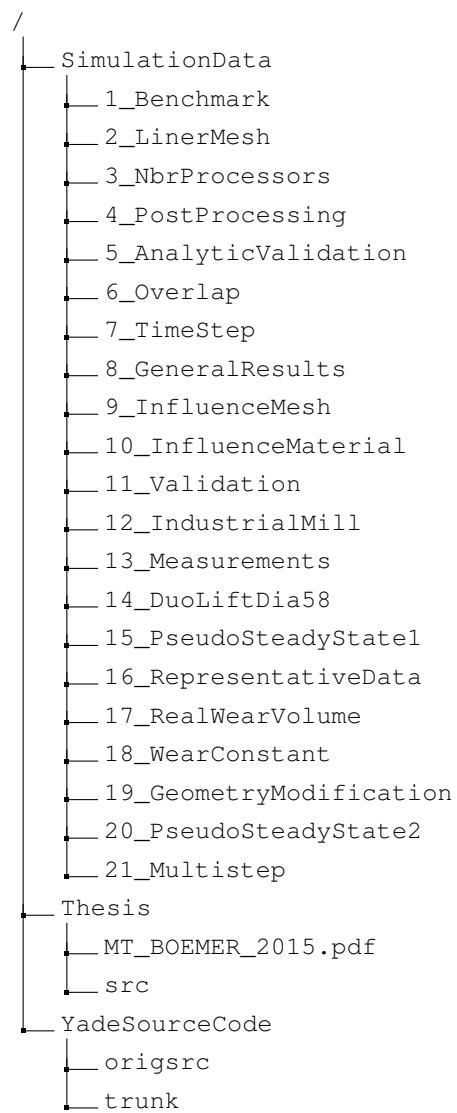 /
SimulationData
1_Benchmark
2_LinerMesh
3_NbrProcessors
4_PostProcessing
5_AnalyticValidation
6_Overlap
7_TimeStep
8_GeneralResults
9_InfluenceMesh
10_InfluenceMaterial
11_Validation
12_IndustrialMill
13_Measurements
14_DuoLiftDia58
15_PseudoSteadyState1
16_RepresentativeData
17_RealWearVolume
18_WearConstant
19_GeometryModification
20_PseudoSteadyState2
21_Multistep
Thesis
MT_BOEMER_2015.pdf
src
YadeSourceCode
origsrc
trunk